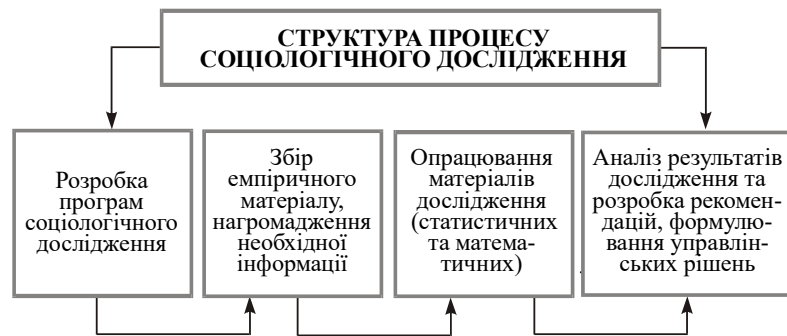 СТРУКТУРА ПРОЦЕСУ
СОЦІОЛОГІЧНОГО ДОСЛІДЖЕННЯ
Розробка
програм
соціологічного
дослідження
Збір
емпіричного
матеріалу,
нагромадження
необхідної
інформації
Опрацювання
матеріалів
дослідження
(статистичних
та матема-
тичних)
Аналіз результатів
дослідження та
розробка рекомен-
дацій, формулю-
вання управлін-
ських рішень